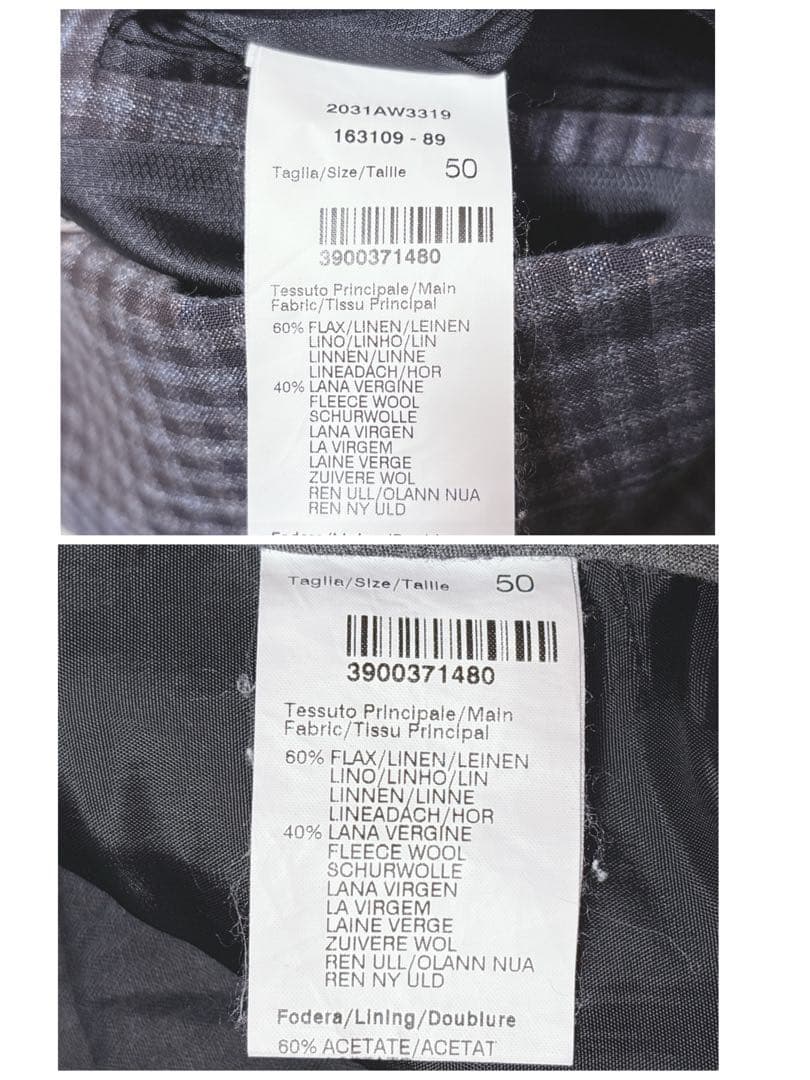 2031AW3319
163109 - 89
Taglia/Size/Taille 50
3900371480
Tessuto Principale/Main
Fabric/Tissu Principal
60% FLAX/LINEN/LEINEN
LINO/LINHO/LIN
LINNEN/LINNE
LINEADACH/HOR
40% LANA VERGINE
FLEECE WOOL
SCHURWOLLE
LANA VIRGEN
LA VIRGEM
LAINE VERGE
ZUIVERE WOL
REN ULL/OLANN NUA
REN NY ULD
Taglia/Size/Taille 50
3900371480
Tessuto Principale/Main
Fabric/Tissu Principal
60% FLAX/LINEN/LEINEN
LINO/LINHO/LIN
LINNEN/LINNE
LINEADACH/HOR
40% LANA VERGINE
FLEECE WOOL
SCHURWOLLE
LANA VIRGEN
LA VIRGEM
LAINE VERGE
ZUIVERE WOL
REN ULL/OLANN NUA
REN NY ULD
Fodera/Lining/Doublure
60% ACETATE/ACETAT